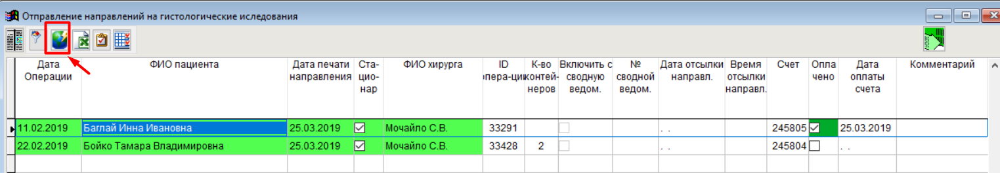 Отправление направлений на гистологические иследования
Дата Операции ФИО пациента Дата печати направления Ста-цио-нар ФИО хирурга ID опера-ции К-во контей-неров Включить с сводную ведом. № сводной ведом. Дата отсылки направл. Время отсылки направл. Счет Опла чено Дата оплаты счета Комментарий
11.02.2019 Баглай Инна Ивановна 25.03.2019 Мочайло С.В. 33291 . . 245805 25.03.2019
22.02.2019 Бойко Тамара Владимировна 25.03.2019 Мочайло С.В. 33428 2 . . 245804 . .